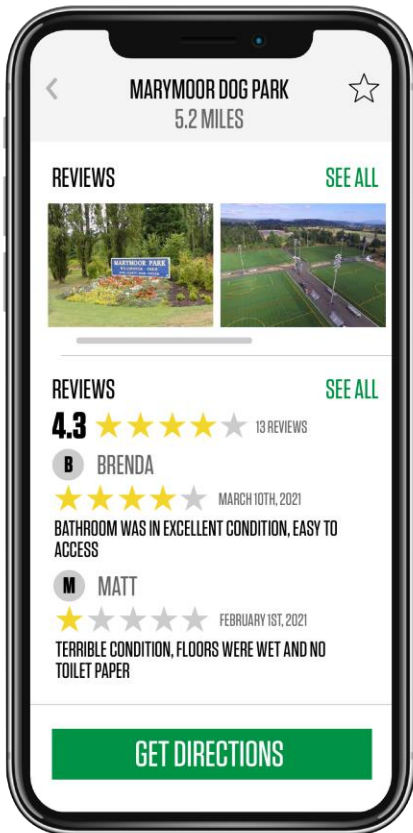 MARYMOOR DOG PARK
5.2 MILES
REVIEWS
SEE ALL
MARYMOOR PARK
REVIEWS
SEE ALL
4.3
13 REVIEWS
B
BRENDA
MARCH 10TH, 2021
BATHROOM WAS IN EXCELLENT CONDITION, EASY TO
ACCESS
M
MATT
FEBRUARY 1ST, 2021
TERRIBLE CONDITION, FLOORS WERE WET AND NO
TOILET PAPER
GET DIRECTIONS